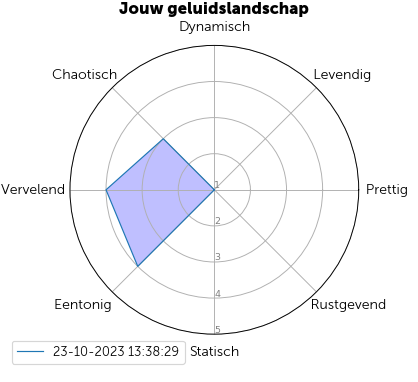 Jouw geluidslandschap
Dynamisch
Chaotisch
Levendig
Vervelend
Prettig
1
2
3
4
5
Eentonig
Rustgevend
23-10-2023 13:38:29
Statisch